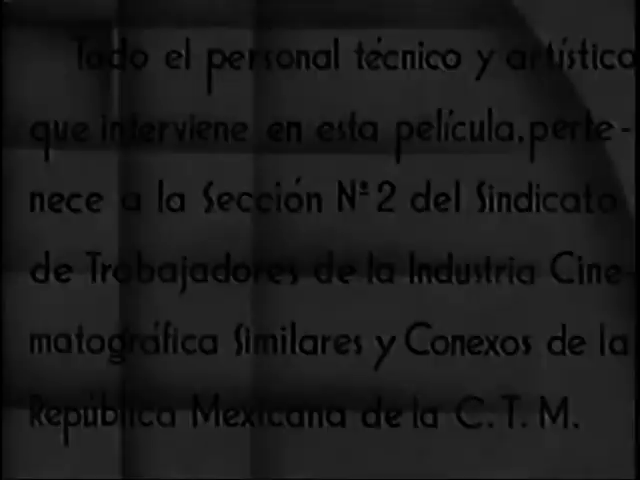 Todo el personal técnico y artístico
que interviene en esta película, perte-
nece a la Sección Nº 2 del Sindicato
de Trabajadores de la Industria Cine-
matográfica Similares y Conexos de la
República Mexicana de la C. T. M.